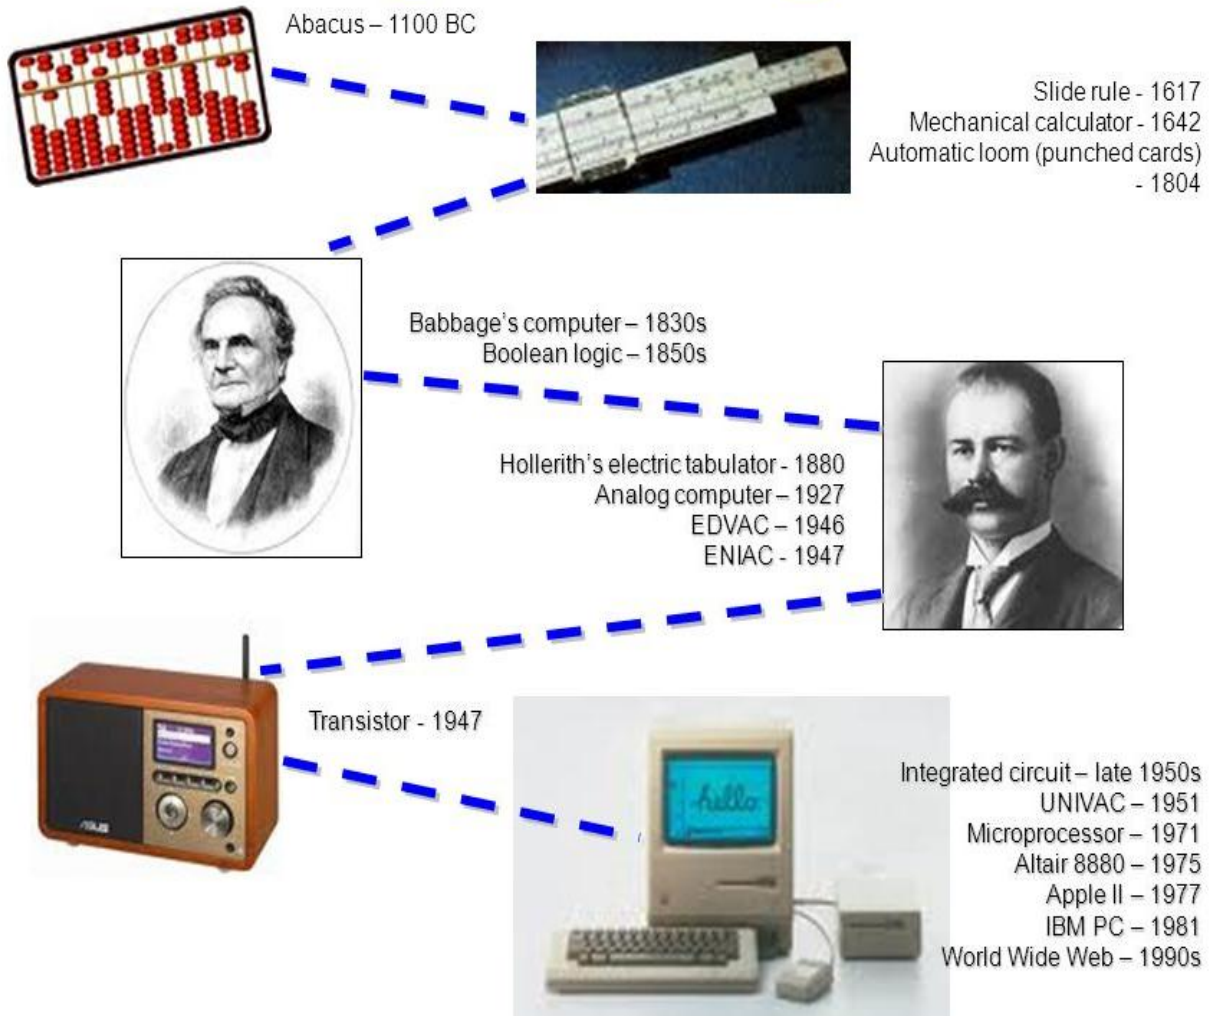 Abacus – 1100 BC
Slide rule - 1617
Mechanical calculator - 1642
Automatic loom (punched cards)
- 1804
Babbage's computer – 1830s
Boolean logic – 1850s
Hollerith's electric tabulator - 1880
Analog computer – 1927
EDVAC – 1946
ENIAC - 1947
Transistor - 1947
ASUS
hello
Integrated circuit – late 1950s
UNIVAC – 1951
Microprocessor – 1971
Altair 8880 – 1975
Apple II – 1977
IBM PC – 1981
World Wide Web – 1990s